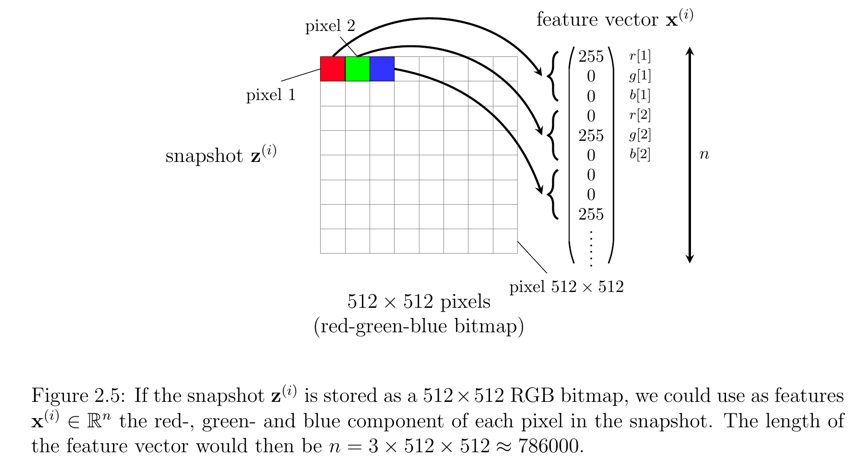 pixel 2
feature vector x^(i)
pixel 1
snapshot z^(i)
255 r[1]
0 g[1]
0 b[1]
0 r[2]
255 g[2]
0 b[2]
0
0
255
n
pixel 512 × 512
512 × 512 pixels
(red-green-blue bitmap)
Figure 2.5: If the snapshot z^(i) is stored as a 512×512 RGB bitmap, we could use as features
x^(i) ∈ ℝ^n the red-, green- and blue component of each pixel in the snapshot. The length of
the feature vector would then be n = 3 × 512 × 512 ≈ 786000.